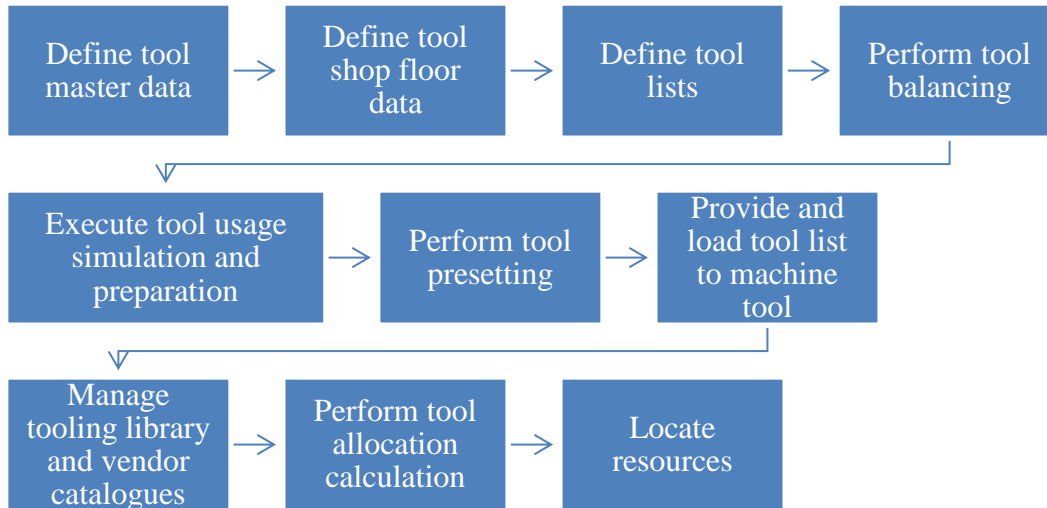 Define tool
master data
Define tool
shop floor
data
Define tool
lists
Perform tool
balancing
Execute tool usage
simulation and
preparation
Perform tool
presetting
Provide and
load tool list
to machine
tool
Manage
tooling library
and vendor
catalogues
Perform tool
allocation
calculation
Locate
resources